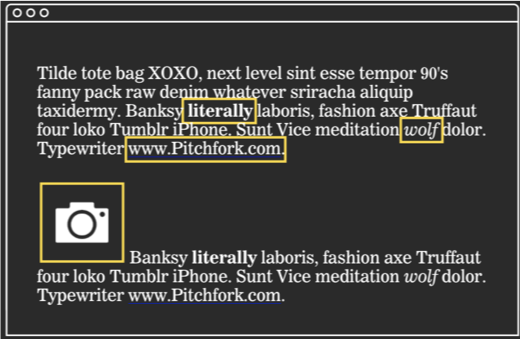 Tilde tote bag XOXO, next level sint esse tempor 90's
fanny pack raw denim whatever sriracha aliquip
taxidermy. Banksy literally laboris, fashion axe Truffaut
four loko Tumblr iPhone. Sunt Vice meditation wolf dolor.
Typewriter www.Pitchfork.com.
Banksy literally laboris, fashion axe Truffaut
four loko Tumblr iPhone. Sunt Vice meditation wolf dolor.
Typewriter www.Pitchfork.com.